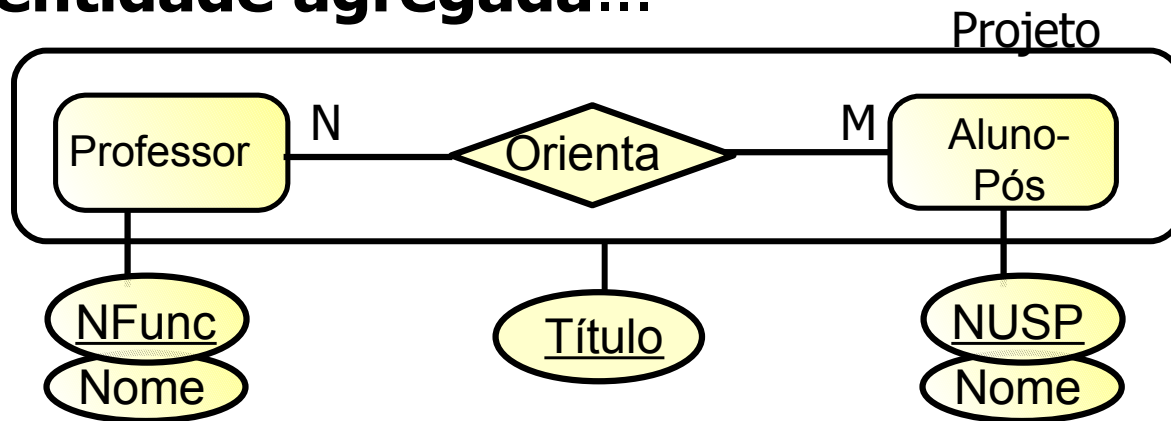 entidade agregada...
Projeto
Professor
N
Orienta
M
Aluno-
Pós
NFunc
Nome
Título
NUSP
Nome